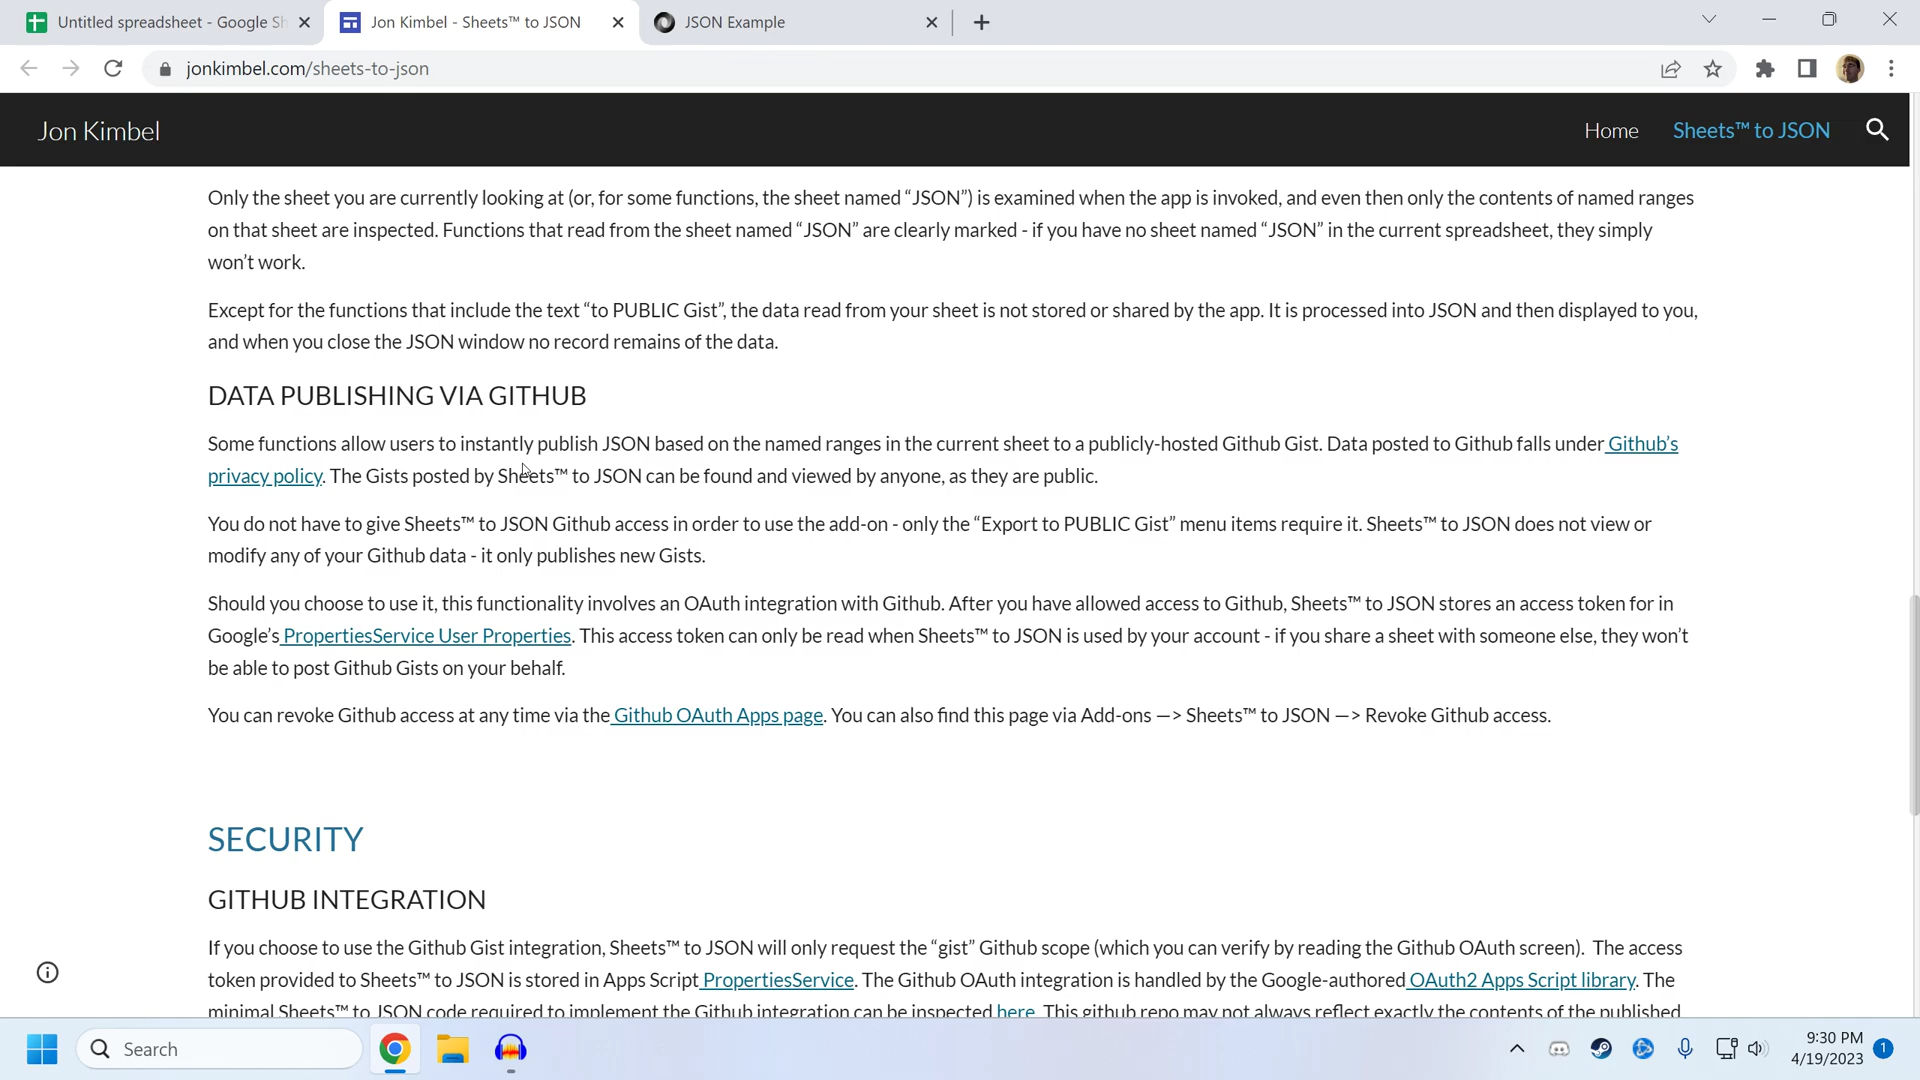 Untitled spreadsheet - Google Sh
Jon Kimbel - Sheets™ to JSON
JSON Example
jonkimbel.com/sheets-to-json
Jon Kimbel
Home
Sheets™ to JSON
Only the sheet you are currently looking at (or, for some functions, the sheet named “JSON”) is examined when the app is invoked, and even then only the contents of named ranges
on that sheet are inspected. Functions that read from the sheet named “JSON” are clearly marked - if you have no sheet named “JSON” in the current spreadsheet, they simply
won’t work.
Except for the functions that include the text “to PUBLIC Gist”, the data read from your sheet is not stored or shared by the app. It is processed into JSON and then displayed to you,
and when you close the JSON window no record remains of the data.
DATA PUBLISHING VIA GITHUB
Some functions allow users to instantly publish JSON based on the named ranges in the current sheet to a publicly-hosted Github Gist. Data posted to Github falls under Github’s
privacy policy. The Gists posted by Sheets™ to JSON can be found and viewed by anyone, as they are public.
You do not have to give Sheets™ to JSON Github access in order to use the add-on - only the “Export to PUBLIC Gist” menu items require it. Sheets™ to JSON does not view or
modify any of your Github data - it only publishes new Gists.
Should you choose to use it, this functionality involves an OAuth integration with Github. After you have allowed access to Github, Sheets™ to JSON stores an access token for in
Google’s PropertiesService User Properties. This access token can only be read when Sheets™ to JSON is used by your account - if you share a sheet with someone else, they won’t
be able to post Github Gists on your behalf.
You can revoke Github access at any time via the Github OAuth Apps page. You can also find this page via Add-ons —> Sheets™ to JSON —> Revoke Github access.
SECURITY
GITHUB INTEGRATION
If you choose to use the Github Gist integration, Sheets™ to JSON will only request the “gist” Github scope (which you can verify by reading the Github OAuth screen). The access
token provided to Sheets™ to JSON is stored in Apps Script PropertiesService. The Github OAuth integration is handled by the Google-authored OAuth2 Apps Script library. The
minimal Sheets™ to JSON code required to implement the Github integration can be inspected here. This github repo may not always reflect exactly the contents of the published
Search
9:30 PM
4/19/2023
1